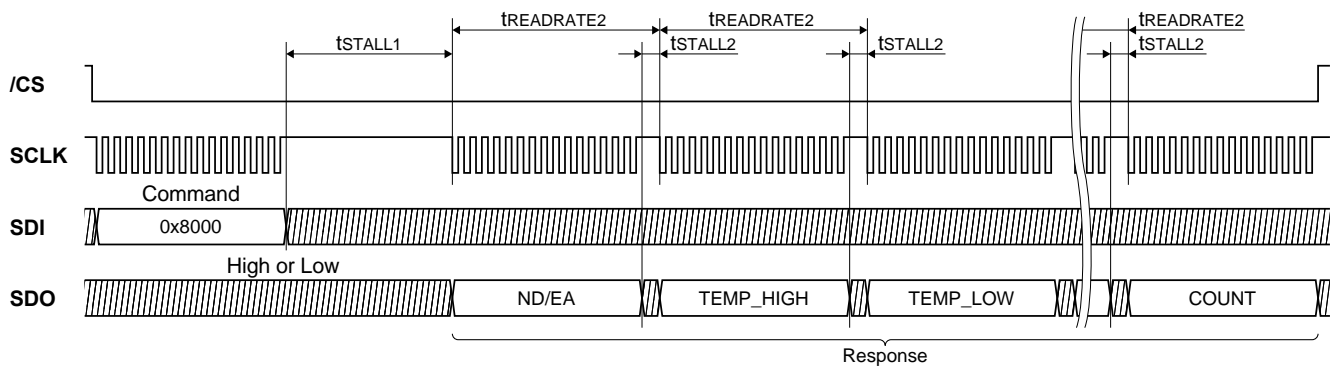 tREADRATE2 tREADRATE2 tREADRATE2
tSTALL1 tSTALL2 tSTALL2 tSTALL2
/CS
SCLK
Command
SDI 0x8000
High or Low
SDO ND/EA TEMP_HIGH TEMP_LOW COUNT
Response